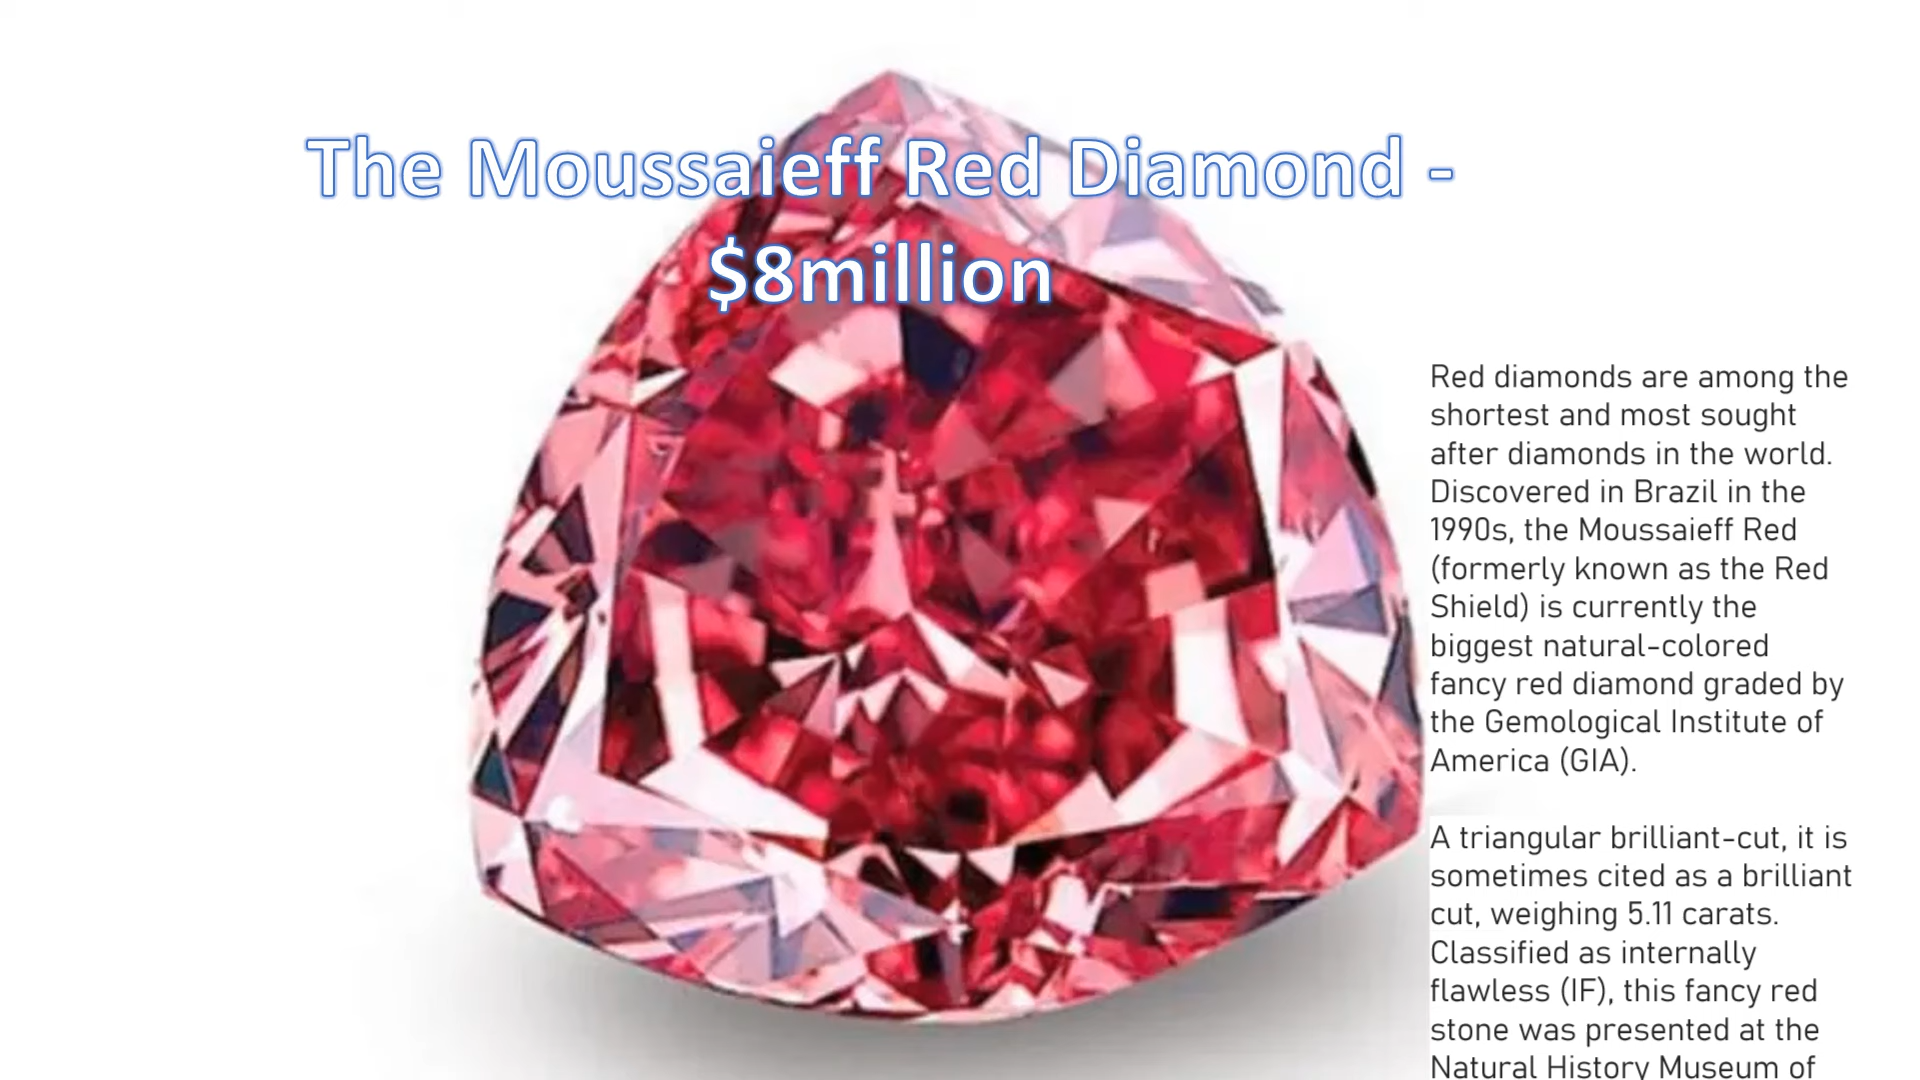 The Moussaieff Red Diamond -
$8million
Red diamonds are among the
shortest and most sought
after diamonds in the world.
Discovered in Brazil in the
1990s, the Moussaieff Red
(formerly known as the Red
Shield) is currently the
biggest natural-colored
fancy red diamond graded by
the Gemological Institute of
America (GIA).
A triangular brilliant-cut, it is
sometimes cited as a brilliant
cut, weighing 5.11 carats.
Classified as internally
flawless (IF), this fancy red
stone was presented at the
Natural History Museum of